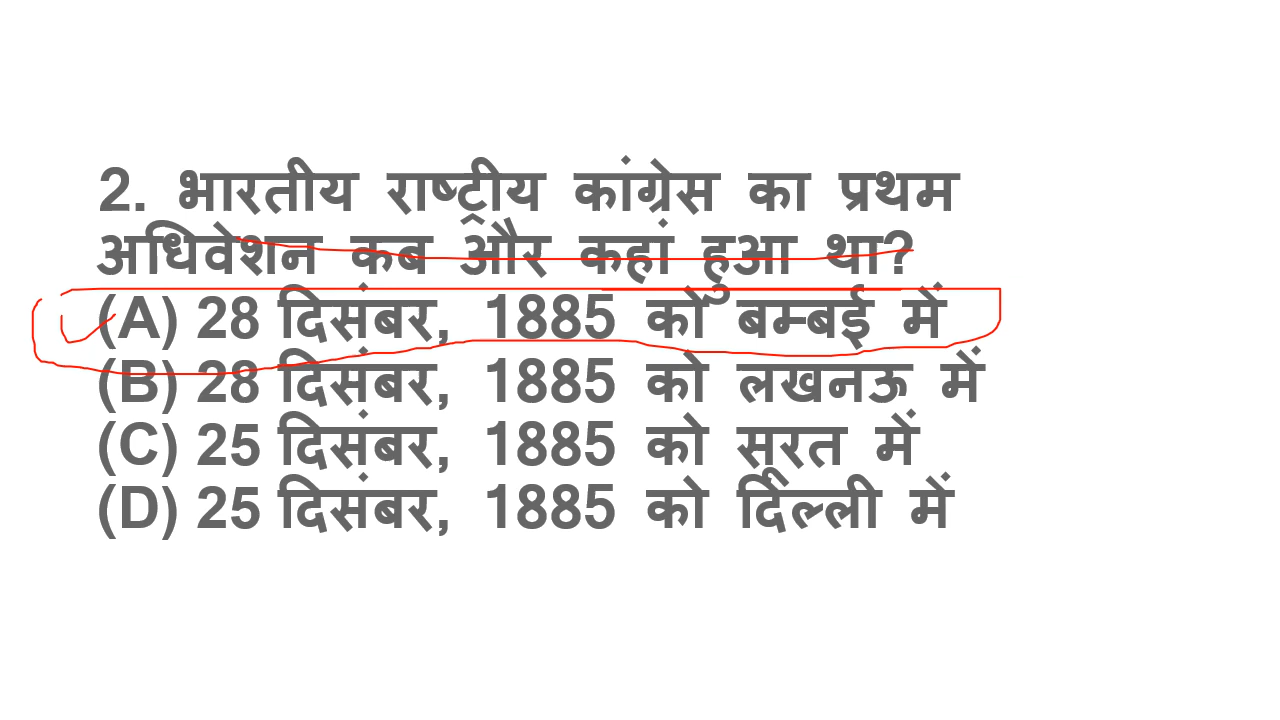 2. भारतीय राष्ट्रीय कांग्रेस का प्रथम
अधिवेशन कब और कहां हुआ था?
(A) 28 दिसंबर, 1885 को बम्बई में
(B) 28 दिसंबर, 1885 को लखनऊ में
(C) 25 दिसंबर, 1885 को सूरत में
(D) 25 दिसंबर, 1885 को दिल्ली में